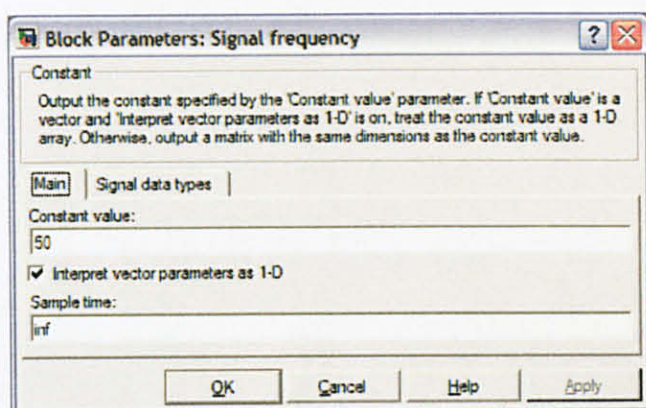 Block Parameters: Signal frequency
Constant
Output the constant specified by the 'Constant value' parameter. If 'Constant value' is a
vector and 'Interpret vector parameters as 1-D' is on, treat the constant value as a 1-D
array. Otherwise, output a matrix with the same dimensions as the constant value.
Main Signal data types
Constant value:
50
Interpret vector parameters as 1-D
Sample time:
inf
OK Cancel Help Apply